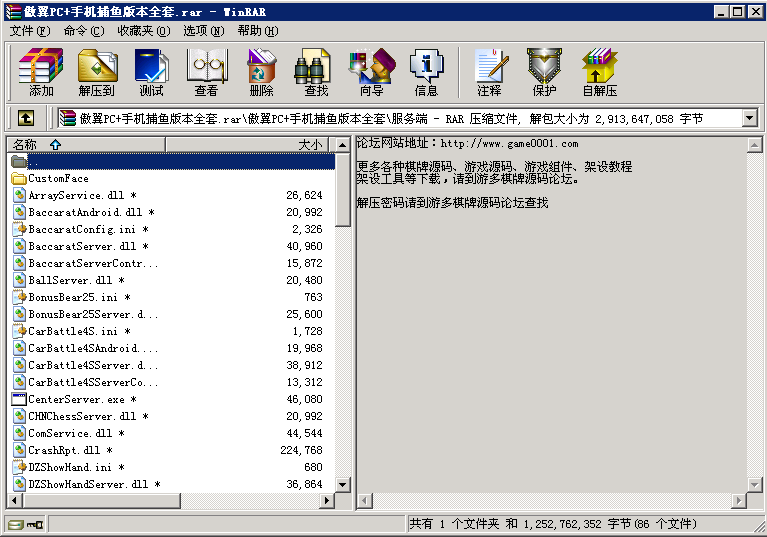 傲翼PC+手机捕鱼版本全套.rar - WinRAR
文件(F) 命令(C) 收藏夹(O) 选项(N) 帮助(H)
添加 解压到 测试 查看 删除 查找 向导 信息 注释 保护 自解压
傲翼PC+手机捕鱼版本全套.rar\傲翼PC+手机捕鱼版本全套\服务端 - RAR 压缩文件, 解包大小为 2,913,647,058 字节
名称 大小
..
CustomFace
ArrayService.dll * 26,624
BaccaratAndroid.dll * 20,992
BaccaratConfig.ini * 2,326
BaccaratServer.dll * 40,960
BaccaratServerContr... 15,872
BallServer.dll * 20,480
BonusBear25.ini * 763
BonusBear25Server.d... 25,600
CarBattle4S.ini * 1,728
CarBattle4SAndroid.... 19,968
CarBattle4SServer.d... 38,912
CarBattle4SServerCo... 13,312
CenterServer.exe * 46,080
CHNChessServer.dll * 20,992
ComService.dll * 44,544
CrashRpt.dll * 224,768
DZShowHand.ini * 680
DZShowHandServer.dll * 36,864
论坛网站地址：http://www.game0001.com
更多各种棋牌源码、游戏源码、游戏组件、架设教程
架设工具等下载，请到游多棋牌源码论坛。
解压密码请到游多棋牌源码论坛查找
共有 1 个文件夹 和 1,252,762,352 字节(86 个文件)